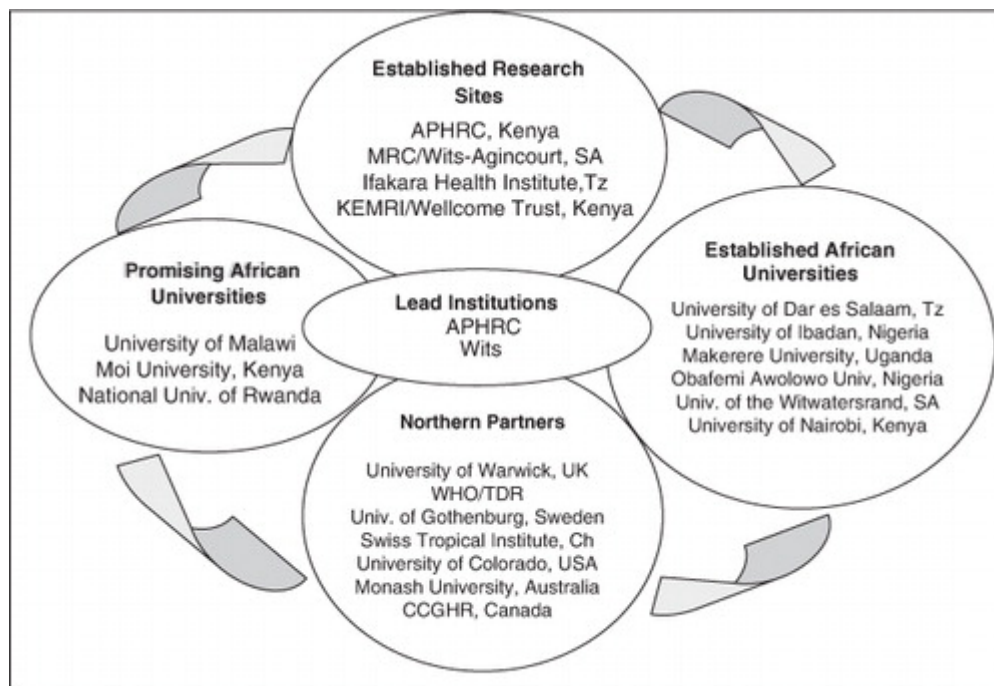 Established Research
Sites
APHRC, Kenya
MRC/Wits-Agincourt, SA
Ifakara Health Institute,Tz
KEMRI/Wellcome Trust, Kenya
Promising African
Universities
University of Malawi
Moi University, Kenya
National Univ. of Rwanda
Lead Institutions
APHRC
Wits
Established African
Universities
University of Dar es Salaam, Tz
University of Ibadan, Nigeria
Makerere University, Uganda
Obafemi Awolowo Univ, Nigeria
Univ. of the Witwatersrand, SA
University of Nairobi, Kenya
Northern Partners
University of Warwick, UK
WHO/TDR
Univ. of Gothenburg, Sweden
Swiss Tropical Institute, Ch
University of Colorado, USA
Monash University, Australia
CCGHR, Canada